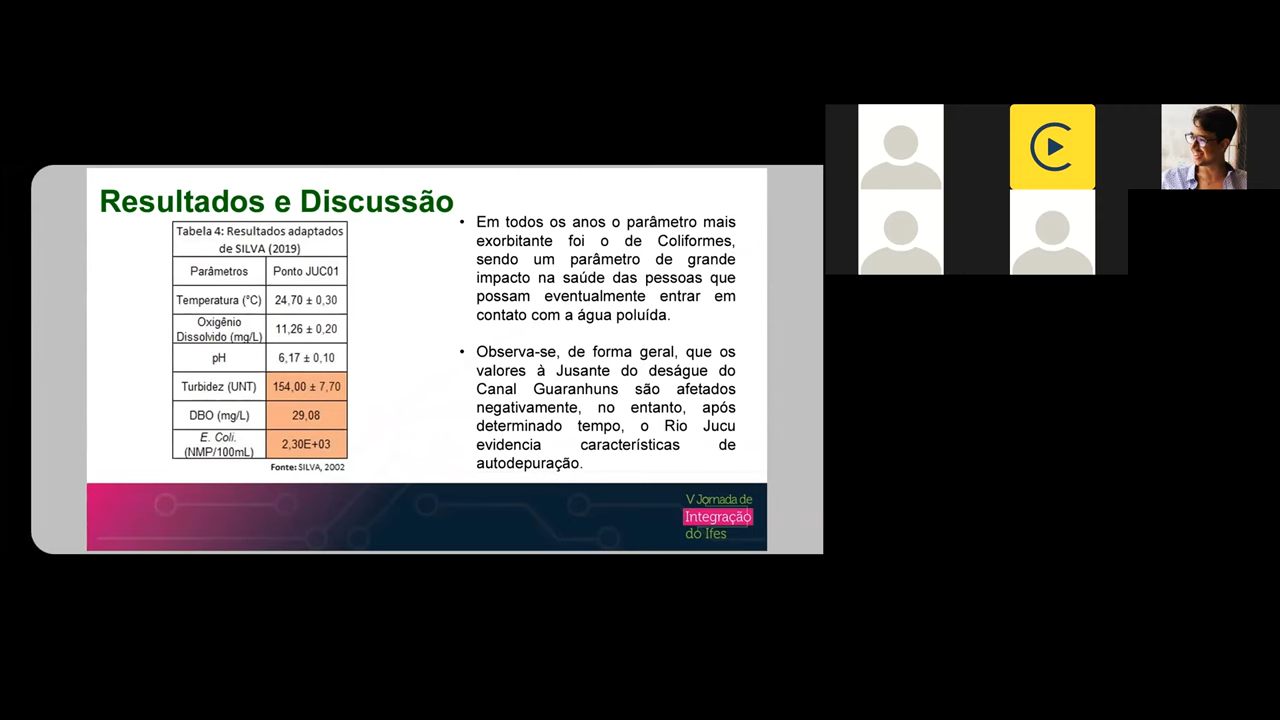 Resultados e Discussão
Tabela 4: Resultados adaptados
de SILVA (2019)
Parâmetros Ponto JUC01
Temperatura (°C) 24,70 ± 0,30
Oxigênio
Dissolvido (mg/L) 11,26 ± 0,20
pH 6,17 ± 0,10
Turbidez (UNT) 154,00 ± 7,70
DBO (mg/L) 29,08
E. Coli.
(NMP/100mL) 2,30E+03
Fonte: SILVA, 2002
• Em todos os anos o parâmetro mais
exorbitante foi o de Coliformes,
sendo um parâmetro de grande
impacto na saúde das pessoas que
possam eventualmente entrar em
contato com a água poluída.
• Observa-se, de forma geral, que os
valores à Jusante do deságue do
Canal Guaranhuns são afetados
negativamente, no entanto, após
determinado tempo, o Rio Jucu
evidencia características de
autodepuração.
V Jornada de
Integração
do Ifes